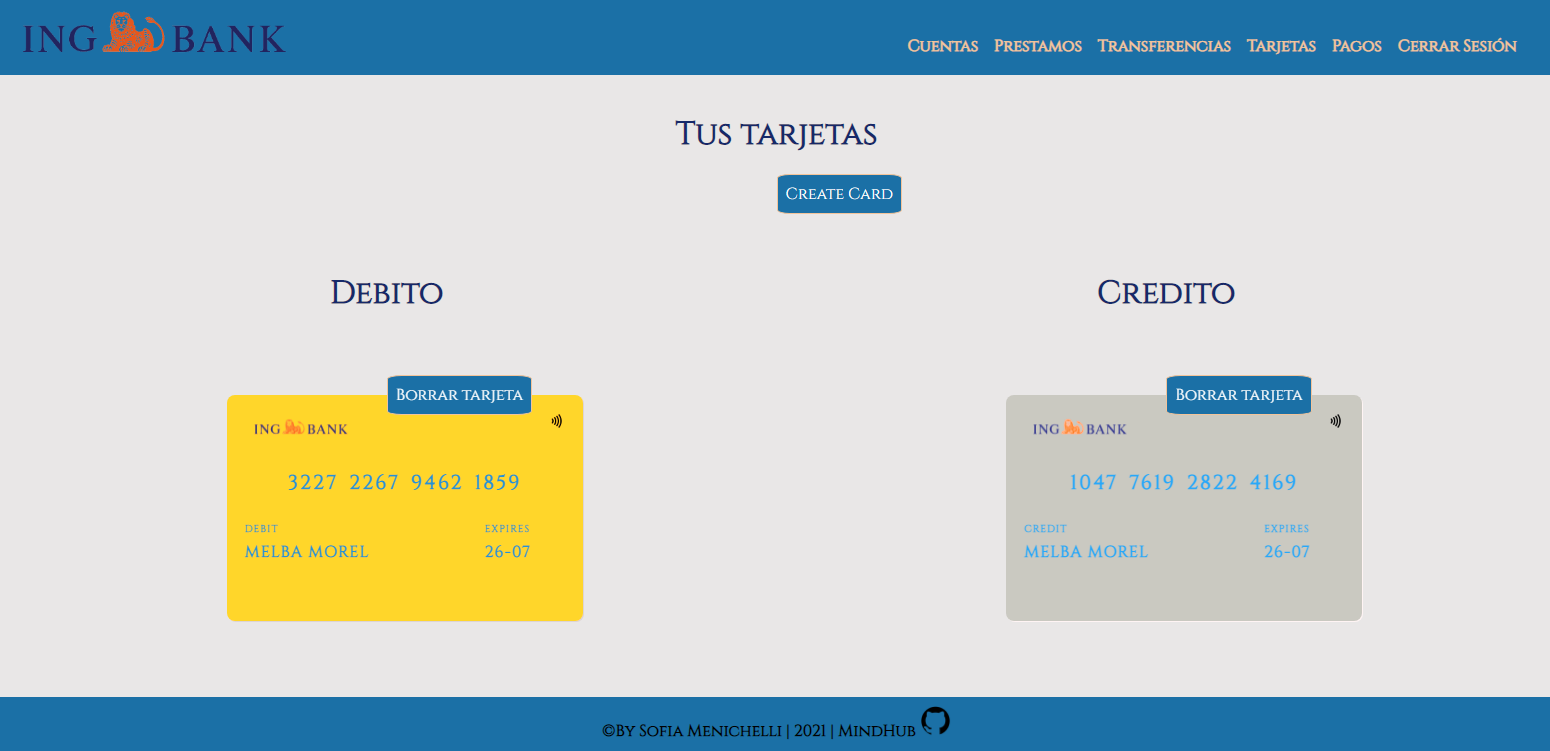 ING BANK
Cuentas Prestamos Transferencias Tarjetas Pagos Cerrar Sesión
Tus tarjetas
Create Card
Debito
Credito
Borrar tarjeta
ING BANK
3227 2267 9462 1859
DEBIT EXPIRES
MELBA MOREL 26-07
Borrar tarjeta
ING BANK
1047 7619 2822 4169
CREDIT EXPIRES
MELBA MOREL 26-07
©By Sofia Menichelli | 2021 | MindHub